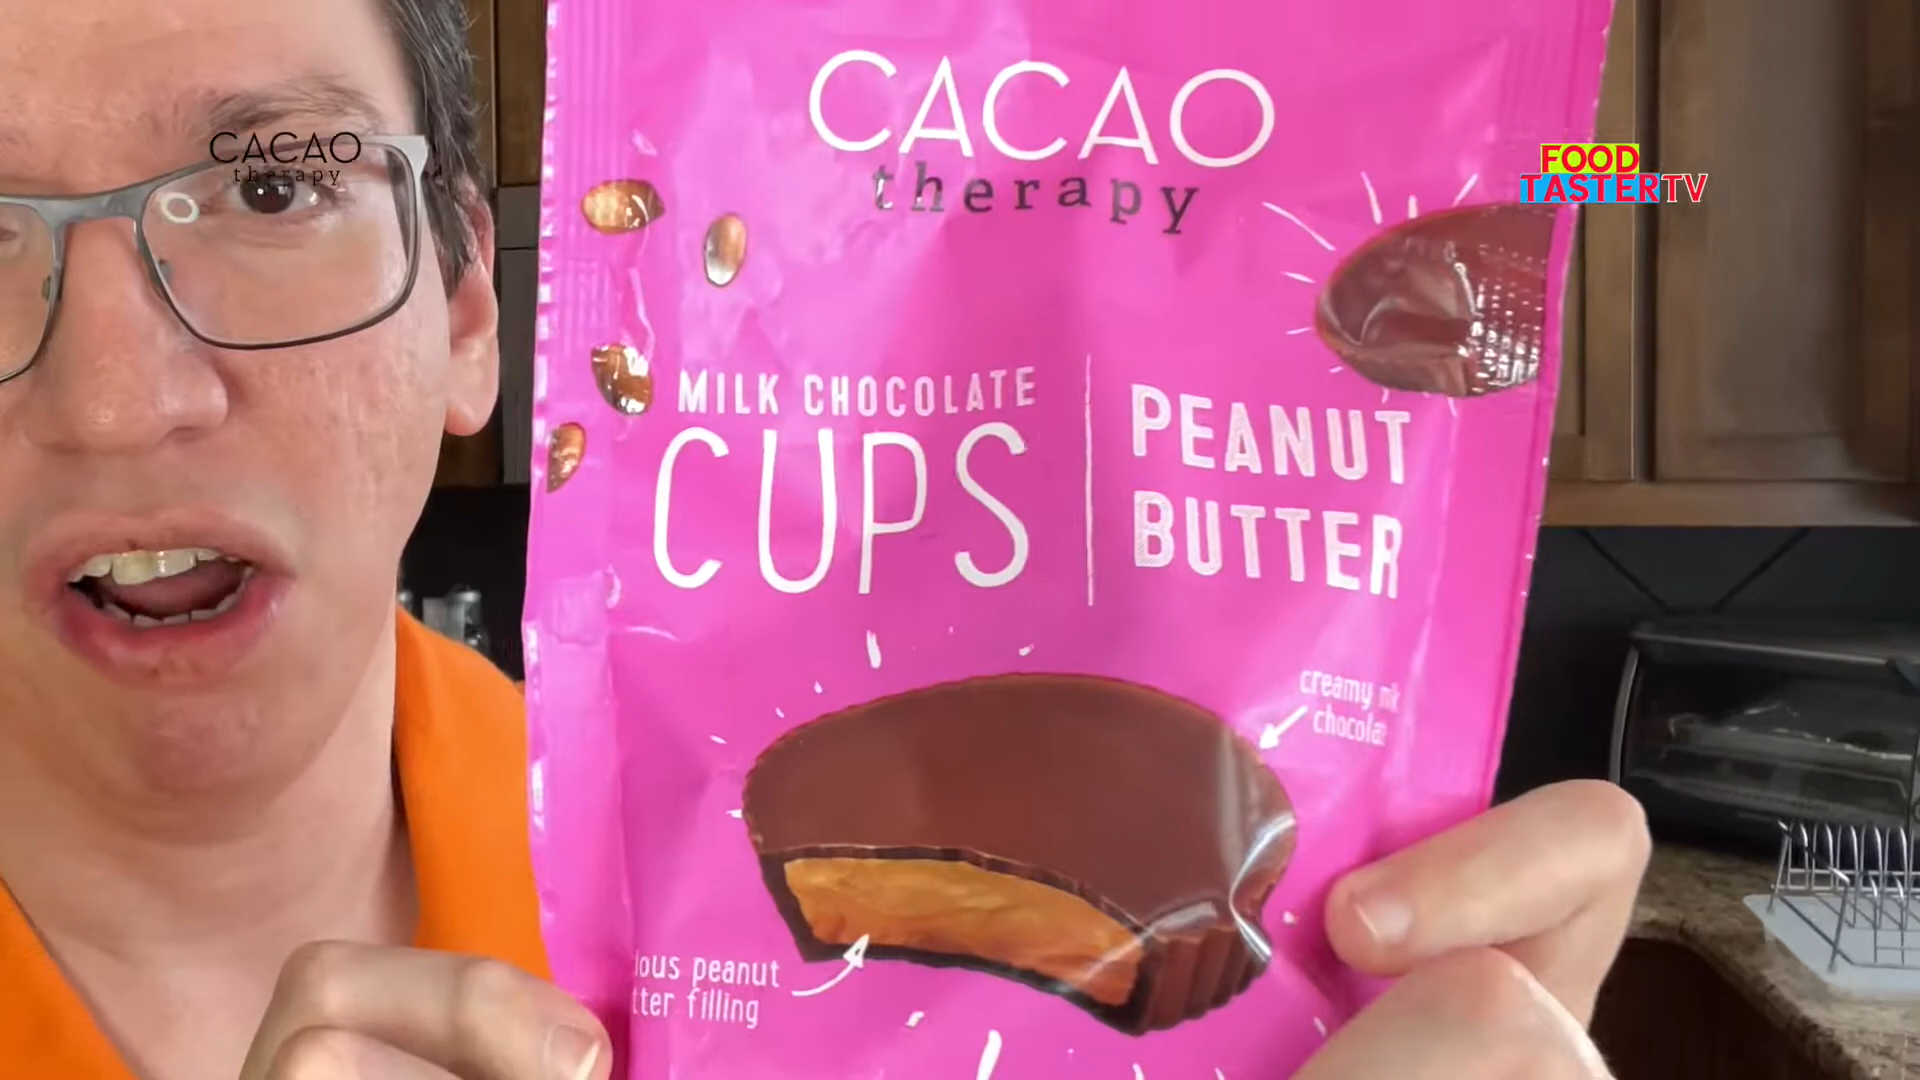 CACAO
therapy
CACAO
therapy
FOOD
TASTERTV
MILK CHOCOLATE
CUPS
PEANUT
BUTTER
creamy
peanut
filling